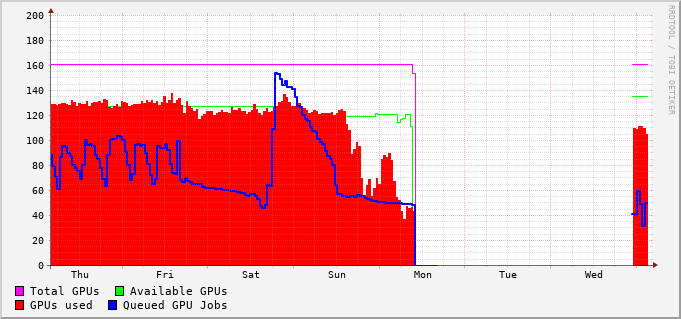 200
180
160
140
120
100
80
60
40
20
0
Thu Fri Sat Sun Mon Tue Wed
Total GPUs Available GPUs
GPUs used Queued GPU Jobs
RRDTOOL / TOBI OETIKER